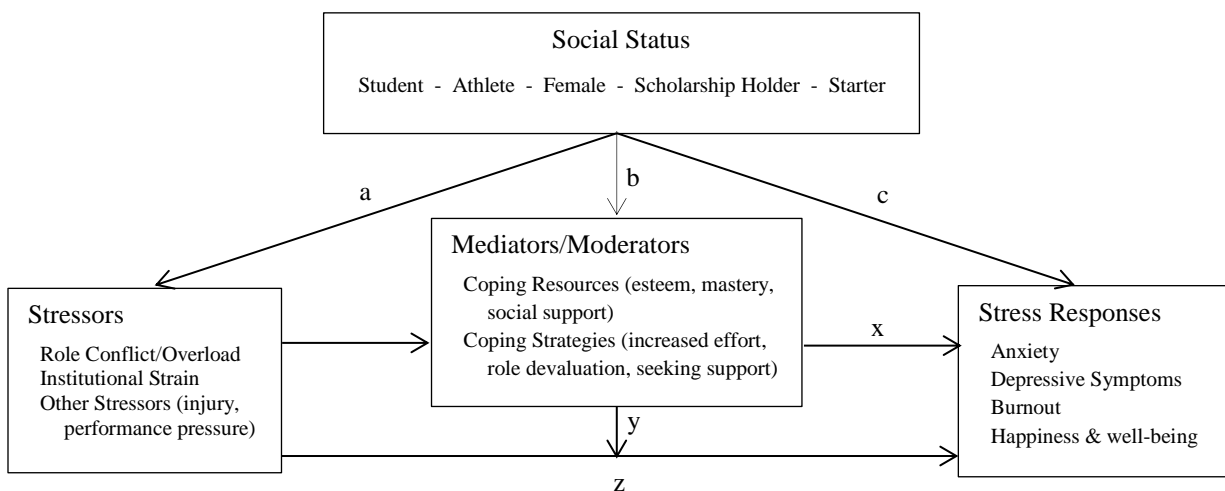 Social Status
Student - Athlete - Female - Scholarship Holder - Starter
a
b
c
Mediators/Moderators
Coping Resources (esteem, mastery,
social support)
Coping Strategies (increased effort,
role devaluation, seeking support)
Stressors
Role Conflict/Overload
Institutional Strain
Other Stressors (injury,
performance pressure)
x
Stress Responses
Anxiety
Depressive Symptoms
Burnout
Happiness & well-being
y
z